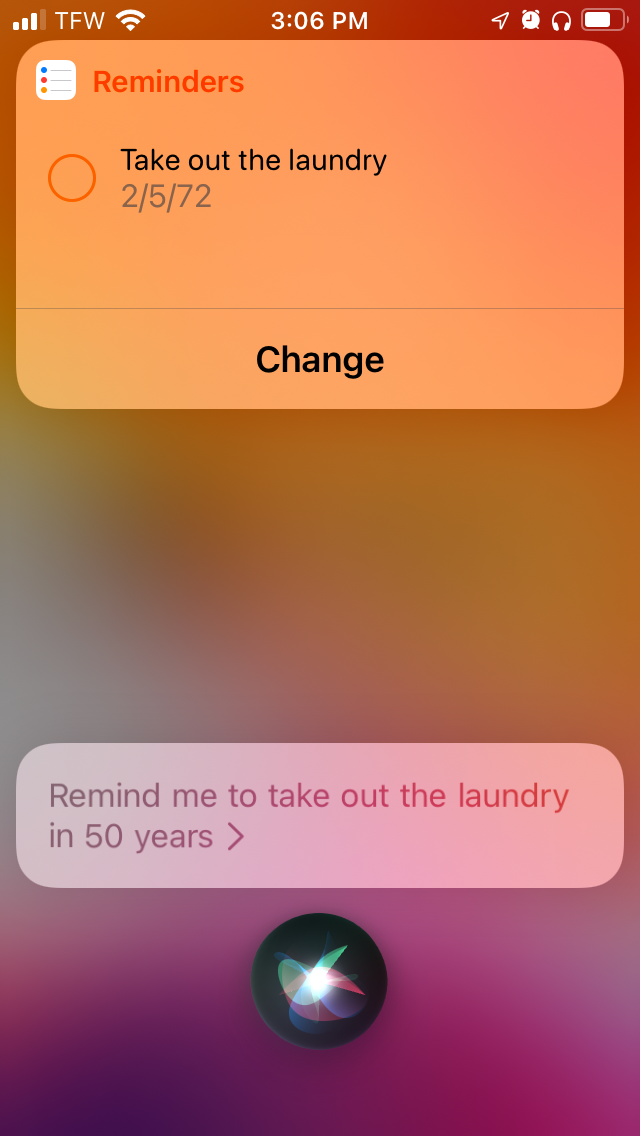 TFW 3:06 PM
Reminders
Take out the laundry
2/5/72
Change
Remind me to take out the laundry
in 50 years >